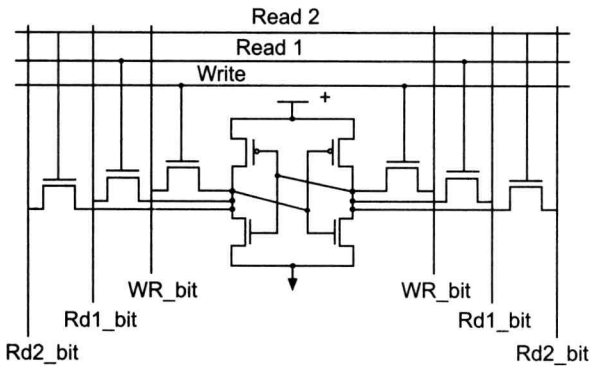 Read 2
Read 1
Write
+
WR_bit WR_bit
Rd1_bit Rd1_bit
Rd2_bit Rd2_bit